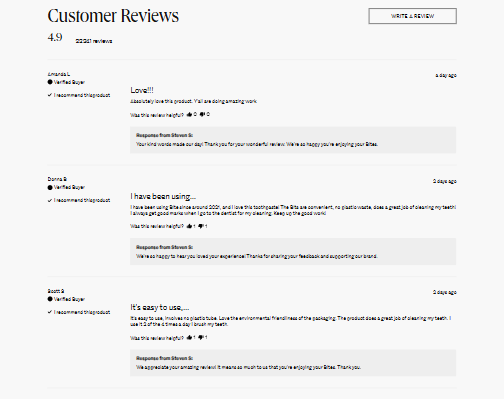 Customer Reviews
WRITE A REVIEW
4.9
reviews
Amanda L.
a day ago
Verified Buyer
I recommend this product
Love!!!
Absolutely love this product. Y'all are doing amazing work.
Was this review helpful? 0 0
Response from Steven S:
Your kind words made our day! Thank you for your wonderful review. We're so happy you're enjoying your Bites.
Donna B.
2 days ago
Verified Buyer
I recommend this product
I have been using...
I have been using Bite since around 2021, and I love this toothpaste! The Bits are convenient, no plastic waste, does a great job of cleaning my teeth!
I always get good marks when I go to the dentist for my cleaning. Keep up the good work!
Was this review helpful? 1 1
Response from Steven S:
We're so happy to hear you loved your experience! Thanks for sharing your feedback and supporting our brand.
Scott B.
2 days ago
Verified Buyer
I recommend this product
It's easy to use,...
It's easy to use, involves no plastic tube. Love the environmental friendliness of the packaging. The product does a great job of cleaning my teeth. I
use it 2 of the 4 times a day I brush my teeth.
Was this review helpful? 1 1
Response from Steven S:
We appreciate your amazing review! It means so much to us that you're enjoying your Bites. Thank you.